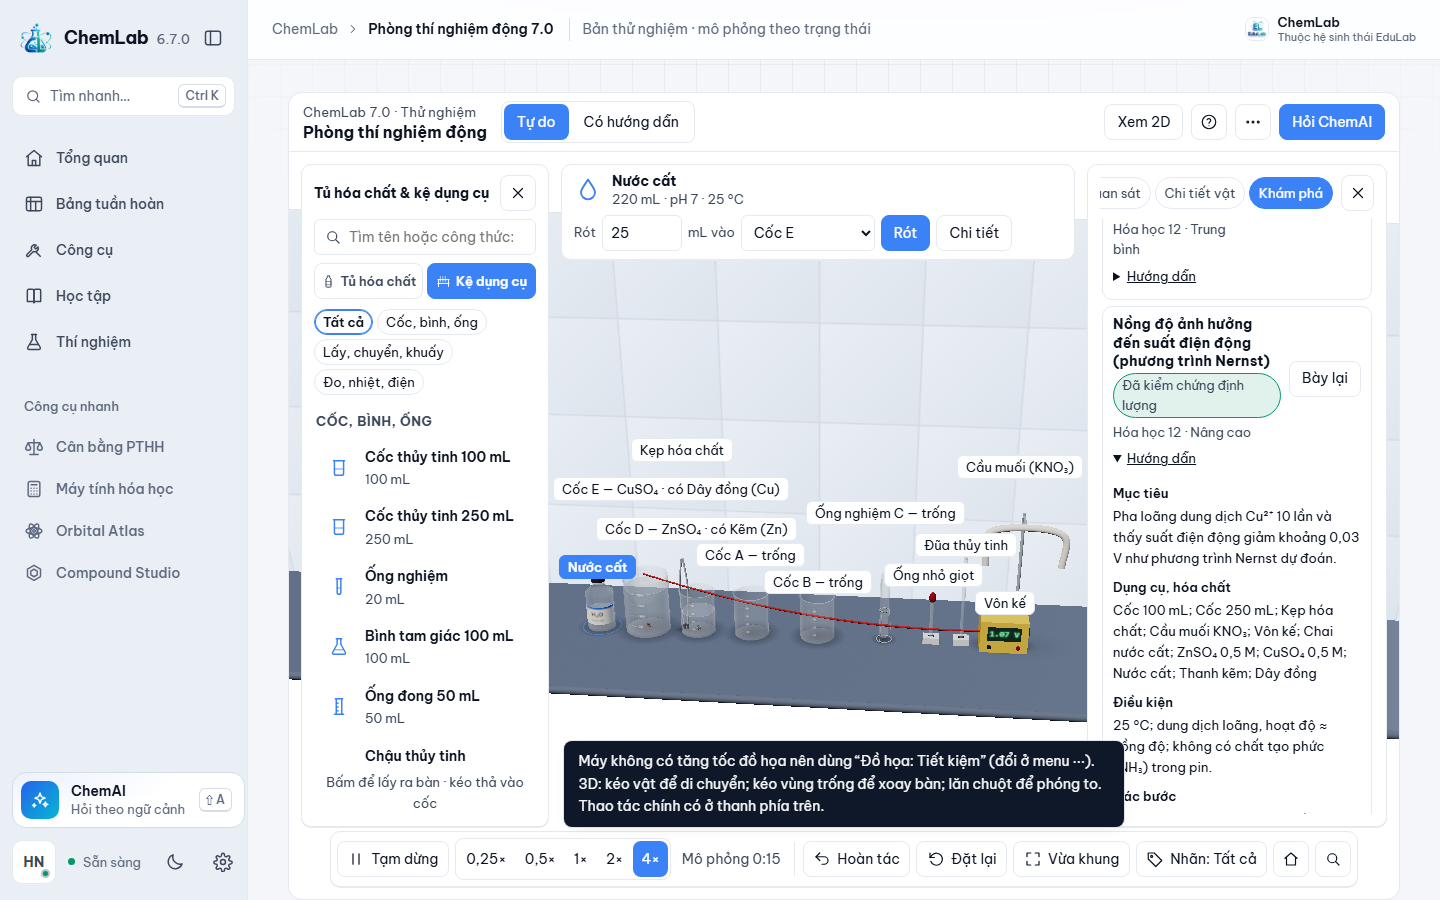 ChemLab 6.7.0
Tìm nhanh... Ctrl K
Tổng quan
Bảng tuần hoàn
Công cụ
Học tập
Thí nghiệm
Công cụ nhanh
Cân bằng PTHH
Máy tính hóa học
Orbital Atlas
Compound Studio
ChemAI
Hỏi theo ngữ cảnh
⇧ A
HN
Sẵn sàng
ChemLab > Phòng thí nghiệm động 7.0 Bản thử nghiệm · mô phỏng theo trạng thái
ChemLab
Thuộc hệ sinh thái EduLab
ChemLab 7.0 · Thử nghiệm
Phòng thí nghiệm động
Tự do Có hướng dẫn
Xem 2D
Hỏi ChemAI
Tủ hóa chất & kệ dụng cụ
Tìm tên hoặc công thức:
Tủ hóa chất Kệ dụng cụ
Tất cả Cốc, bình, ống
Lấy, chuyển, khuấy
Đo, nhiệt, điện
CỐC, BÌNH, ỐNG
Cốc thủy tinh 100 mL
100 mL
Cốc thủy tinh 250 mL
250 mL
Ống nghiệm
20 mL
Bình tam giác 100 mL
100 mL
Ống đong 50 mL
50 mL
Chậu thủy tinh
Bấm để lấy ra bàn · kéo thả vào
cốc
Nước cất
220 mL · pH 7 · 25 °C
Rót 25 mL vào Cốc E Rót Chi tiết
Kẹp hóa chất
Cầu muối (KNO₃)
Cốc E — CuSO₄ · có Dây đồng (Cu)
Ống nghiệm C — trống
Cốc D — ZnSO₄ · có Kẽm (Zn)
Đũa thủy tinh
Cốc A — trống
Nước cất
Ống nhỏ giọt
Cốc B — trống
Vôn kế
1.07 V
Máy không có tăng tốc đồ họa nên dùng “Đồ họa: Tiết kiệm” (đổi ở menu ···).
3D: kéo vật để di chuyển; kéo vùng trống để xoay bàn; lăn chuột để phóng to.
Thao tác chính có ở thanh phía trên.
uan sát Chi tiết vật Khám phá
Hóa học 12 · Trung
bình
Hướng dẫn
Nồng độ ảnh hưởng
đến suất điện động
(phương trình Nernst)
Đã kiểm chứng định
lượng
Bày lại
Hóa học 12 · Nâng cao
Hướng dẫn
Mục tiêu
Pha loãng dung dịch Cu²⁺ 10 lần và
thấy suất điện động giảm khoảng 0,03
V như phương trình Nernst dự đoán.
Dụng cụ, hóa chất
Cốc 100 mL; Cốc 250 mL; Kẹp hóa
chất; Cầu muối KNO₃; Vôn kế; Chai
nước cất; ZnSO₄ 0,5 M; CuSO₄ 0,5 M;
Nước cất; Thanh kẽm; Dây đồng
Điều kiện
25 °C; dung dịch loãng, hoạt độ ≈
ồng độ; không có chất tạo phức
NH₃) trong pin.
ác bước
Tạm dừng
0,25× 0,5× 1× 2× 4×
Mô phỏng 0:15
Hoàn tác
Đặt lại
Vừa khung
Nhãn: Tất cả